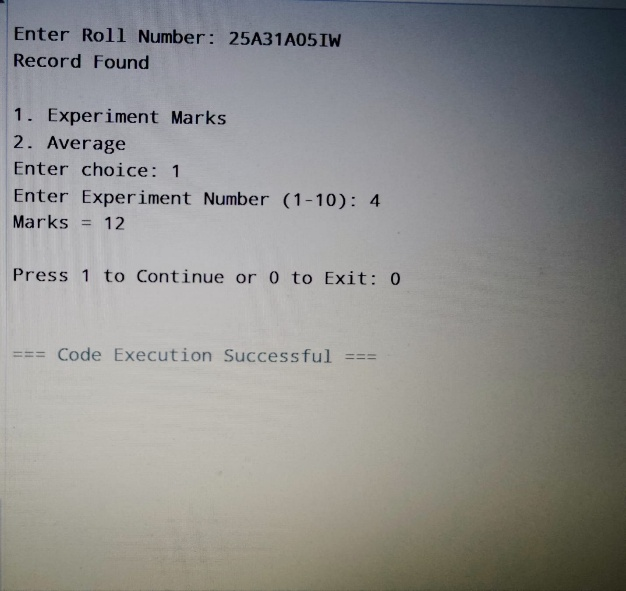 Enter Roll Number: 25A31A05IW
Record Found
1. Experiment Marks
2. Average
Enter choice: 1
Enter Experiment Number (1-10): 4
Marks = 12
Press 1 to Continue or 0 to Exit: 0
=== Code Execution Successful ===